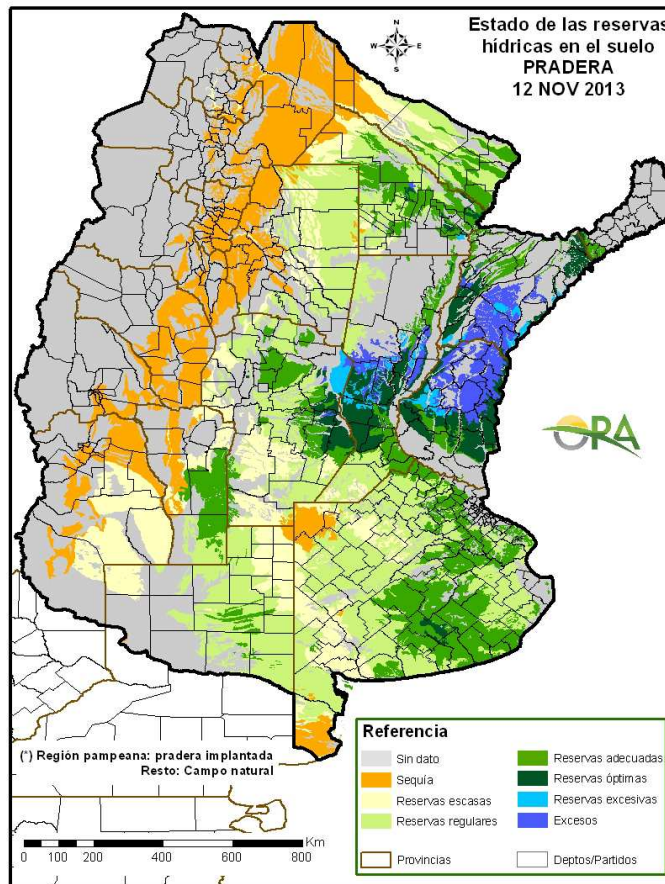 Estado de las reservas
hídricas en el suelo
PRADERA
12 NOV 2013
N
W E
S
ORA
(*) Región pampeana: pradera implantada
Resto: Campo natural
Km
0 100 200 400 600 800
Referencia
Sin dato
Sequía
Reservas escasas
Reservas regulares
Reservas adecuadas
Reservas óptimas
Reservas excesivas
Excesos
Provincias
Deptos/Partidos